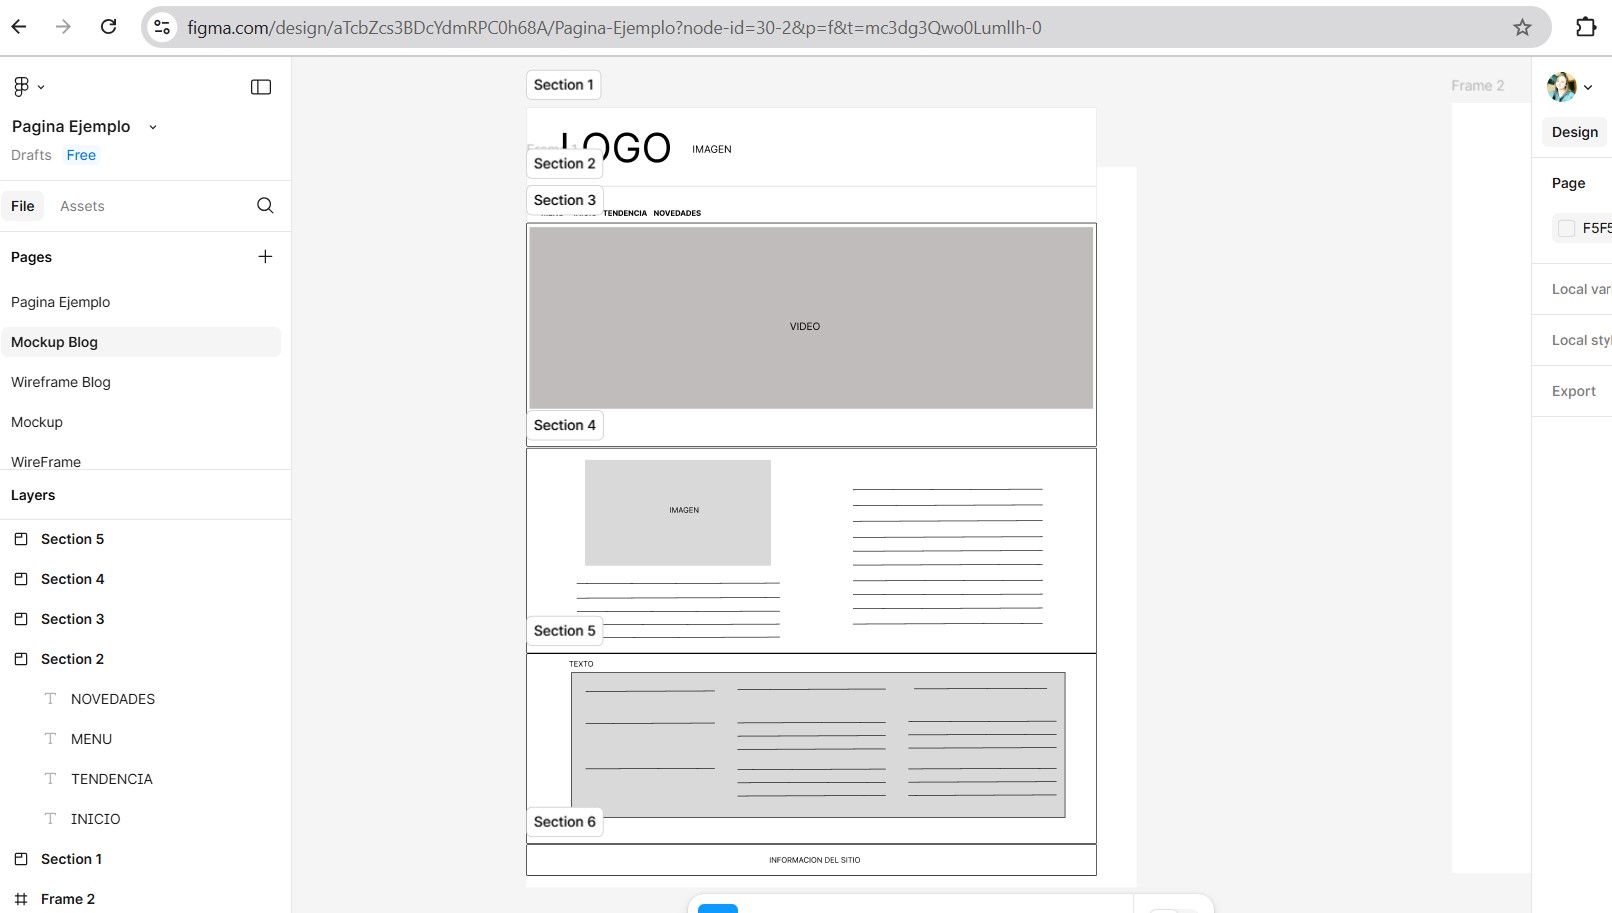 figma.com/design/aTcbZcs3BDcYdmRPC0h68A/Pagina-Ejemplo?node-id=30-2&p=f&t=mc3dg3Qwo0LumlIh-0
Pagina Ejemplo
Drafts Free
File Assets
Pages
Pagina Ejemplo
Mockup Blog
Wireframe Blog
Mockup
WireFrame
Layers
Section 5
Section 4
Section 3
Section 2
NOVEDADES
MENU
TENDENCIA
INICIO
Section 1
Frame 2
Section 1
LOGO IMAGEN
Section 2
Section 3
TENDENCIA NOVEDADES
VIDEO
Section 4
IMAGEN
Section 5
TEXTO
Section 6
INFORMACION DEL SITIO
Frame 2
Design
Page
F5F5
Local var
Local styl
Export